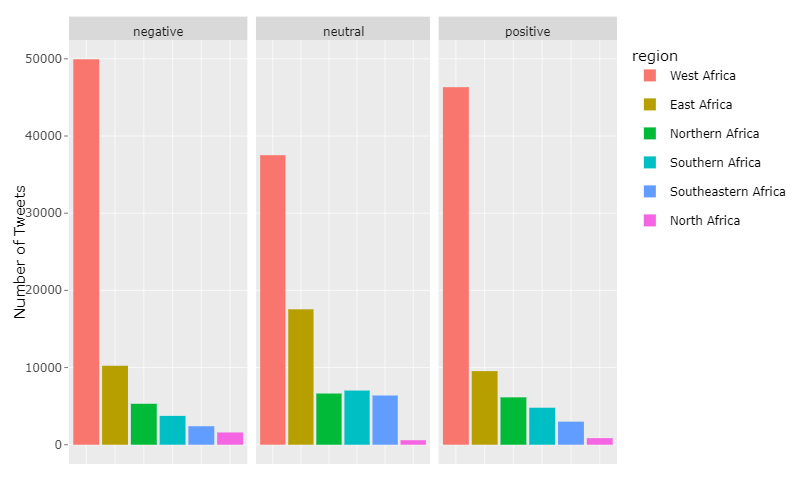 negative
neutral
positive
Number of Tweets
50000
40000
30000
20000
10000
0
region
West Africa
East Africa
Northern Africa
Southern Africa
Southeastern Africa
North Africa